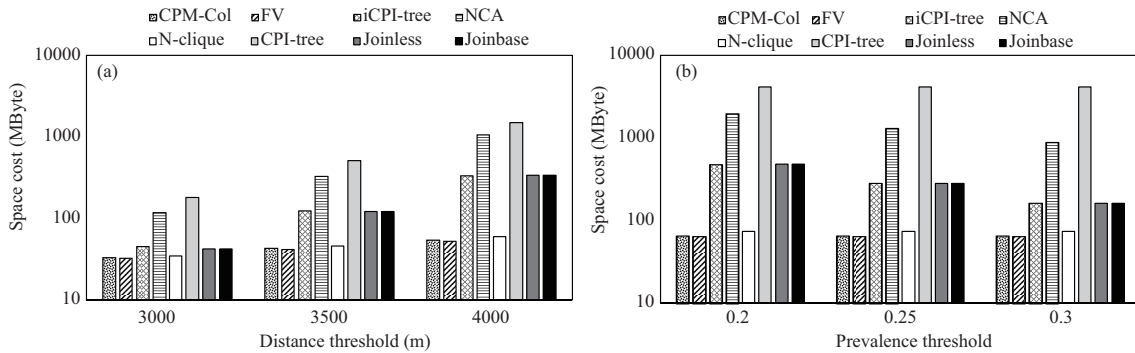 CPM-Col FV iCPI-tree NCA
N-clique CPI-tree Joinless Joinbase
10000
(a)
1000
100
10
Space cost (MByte)
3000 3500 4000
Distance threshold (m)
CPM-Col FV iCPI-tree NCA
N-clique CPI-tree Joinless Joinbase
10000
(b)
1000
100
10
Space cost (MByte)
0.2 0.25 0.3
Prevalence threshold